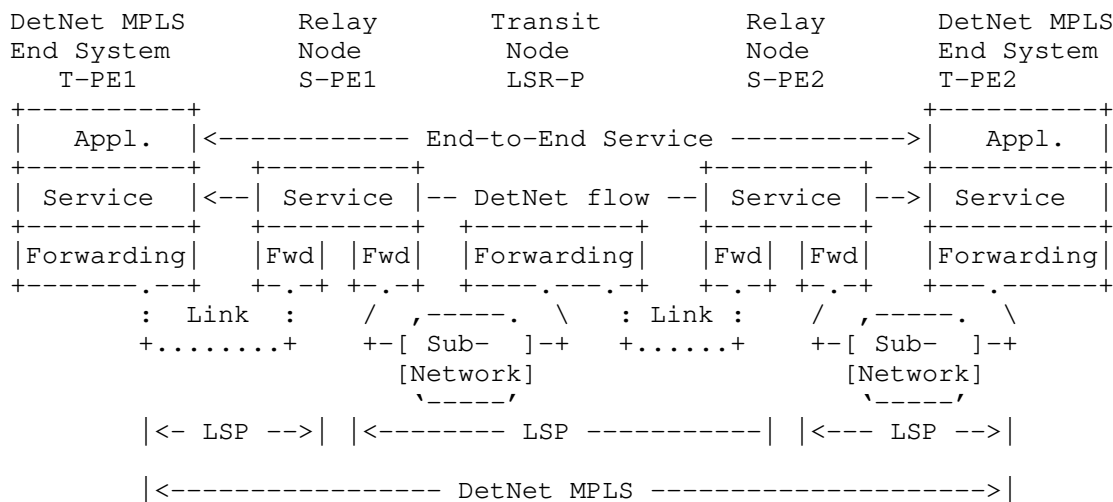 DetNet MPLS Relay Transit Relay DetNet MPLS
End System Node Node Node End System
T-PE1 S-PE1 LSR-P S-PE2 T-PE2
+----------+ +----------+
| Appl. |<------------ End-to-End Service ----------->| Appl. |
+----------+ +---------+ +---------+ +----------+
| Service |<--| Service |-- DetNet flow --| Service |-->| Service |
+----------+ +---------+ +----------+ +---------+ +----------+
|Forwarding| |Fwd| |Fwd| |Forwarding| |Fwd| |Fwd| |Forwarding|
+-------.--+ +-.-+ +-.-+ +----.---.-+ +-.-+ +-.-+ +---.------+
: Link : / ,-----. \ : Link : / ,-----. \
+........+ +-[ Sub- ]-+ +......+ +-[ Sub- ]-+
[Network] [Network]
‘-----’ ‘-----’
|<- LSP -->| |<-------- LSP -----------| |<--- LSP -->|
|<----------------- DetNet MPLS --------------------->|